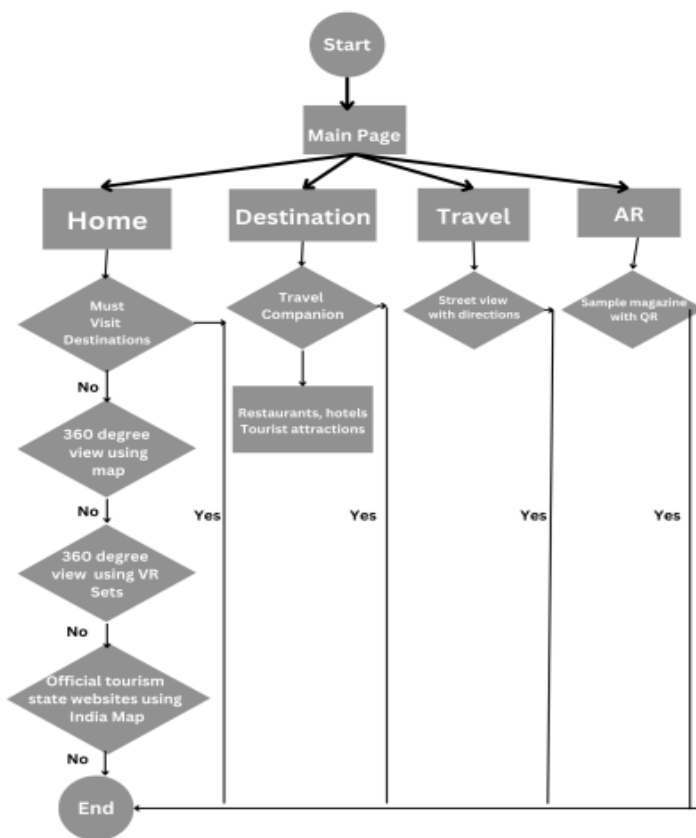 Start
Main Page
Home
Destination
Travel
AR
Must
Visit
Destinations
Travel
Companion
Street view
with directions
Sample magazine
with QR
No
Restaurants, hotels
Tourist attractions
360 degree
view using
map
No
Yes
Yes
Yes
Yes
360 degree
view using VR
Sets
No
Official tourism
state websites using
India Map
No
End